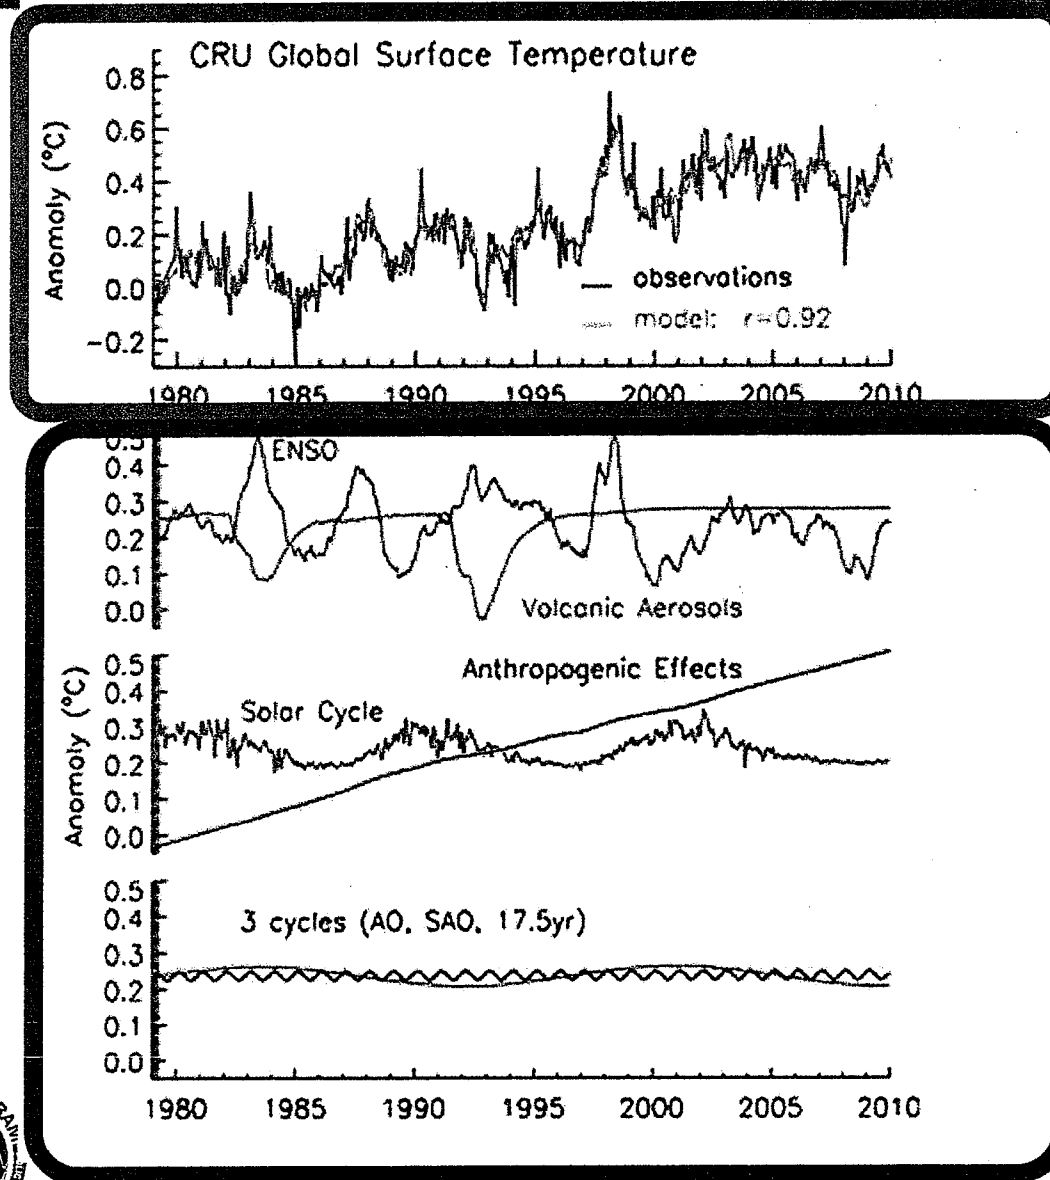 CRU Global Surface Temperature
Anomaly (°C)
0.8
0.6
0.4
0.2
0.0
−0.2
observations
model: r=0.92
1980 1985 1990 1995 2000 2005 2010
0.5
0.4
0.3
0.2
0.1
0.0
ENSO
Volcanic Aerosols
Anomaly (°C)
0.5
0.4
0.3
0.2
0.1
0.0
Anthropogenic Effects
Solar Cycle
0.5
0.4
0.3
0.2
0.1
0.0
3 cycles (AO, SAO, 17.5yr)
1980 1985 1990 1995 2000 2005 2010